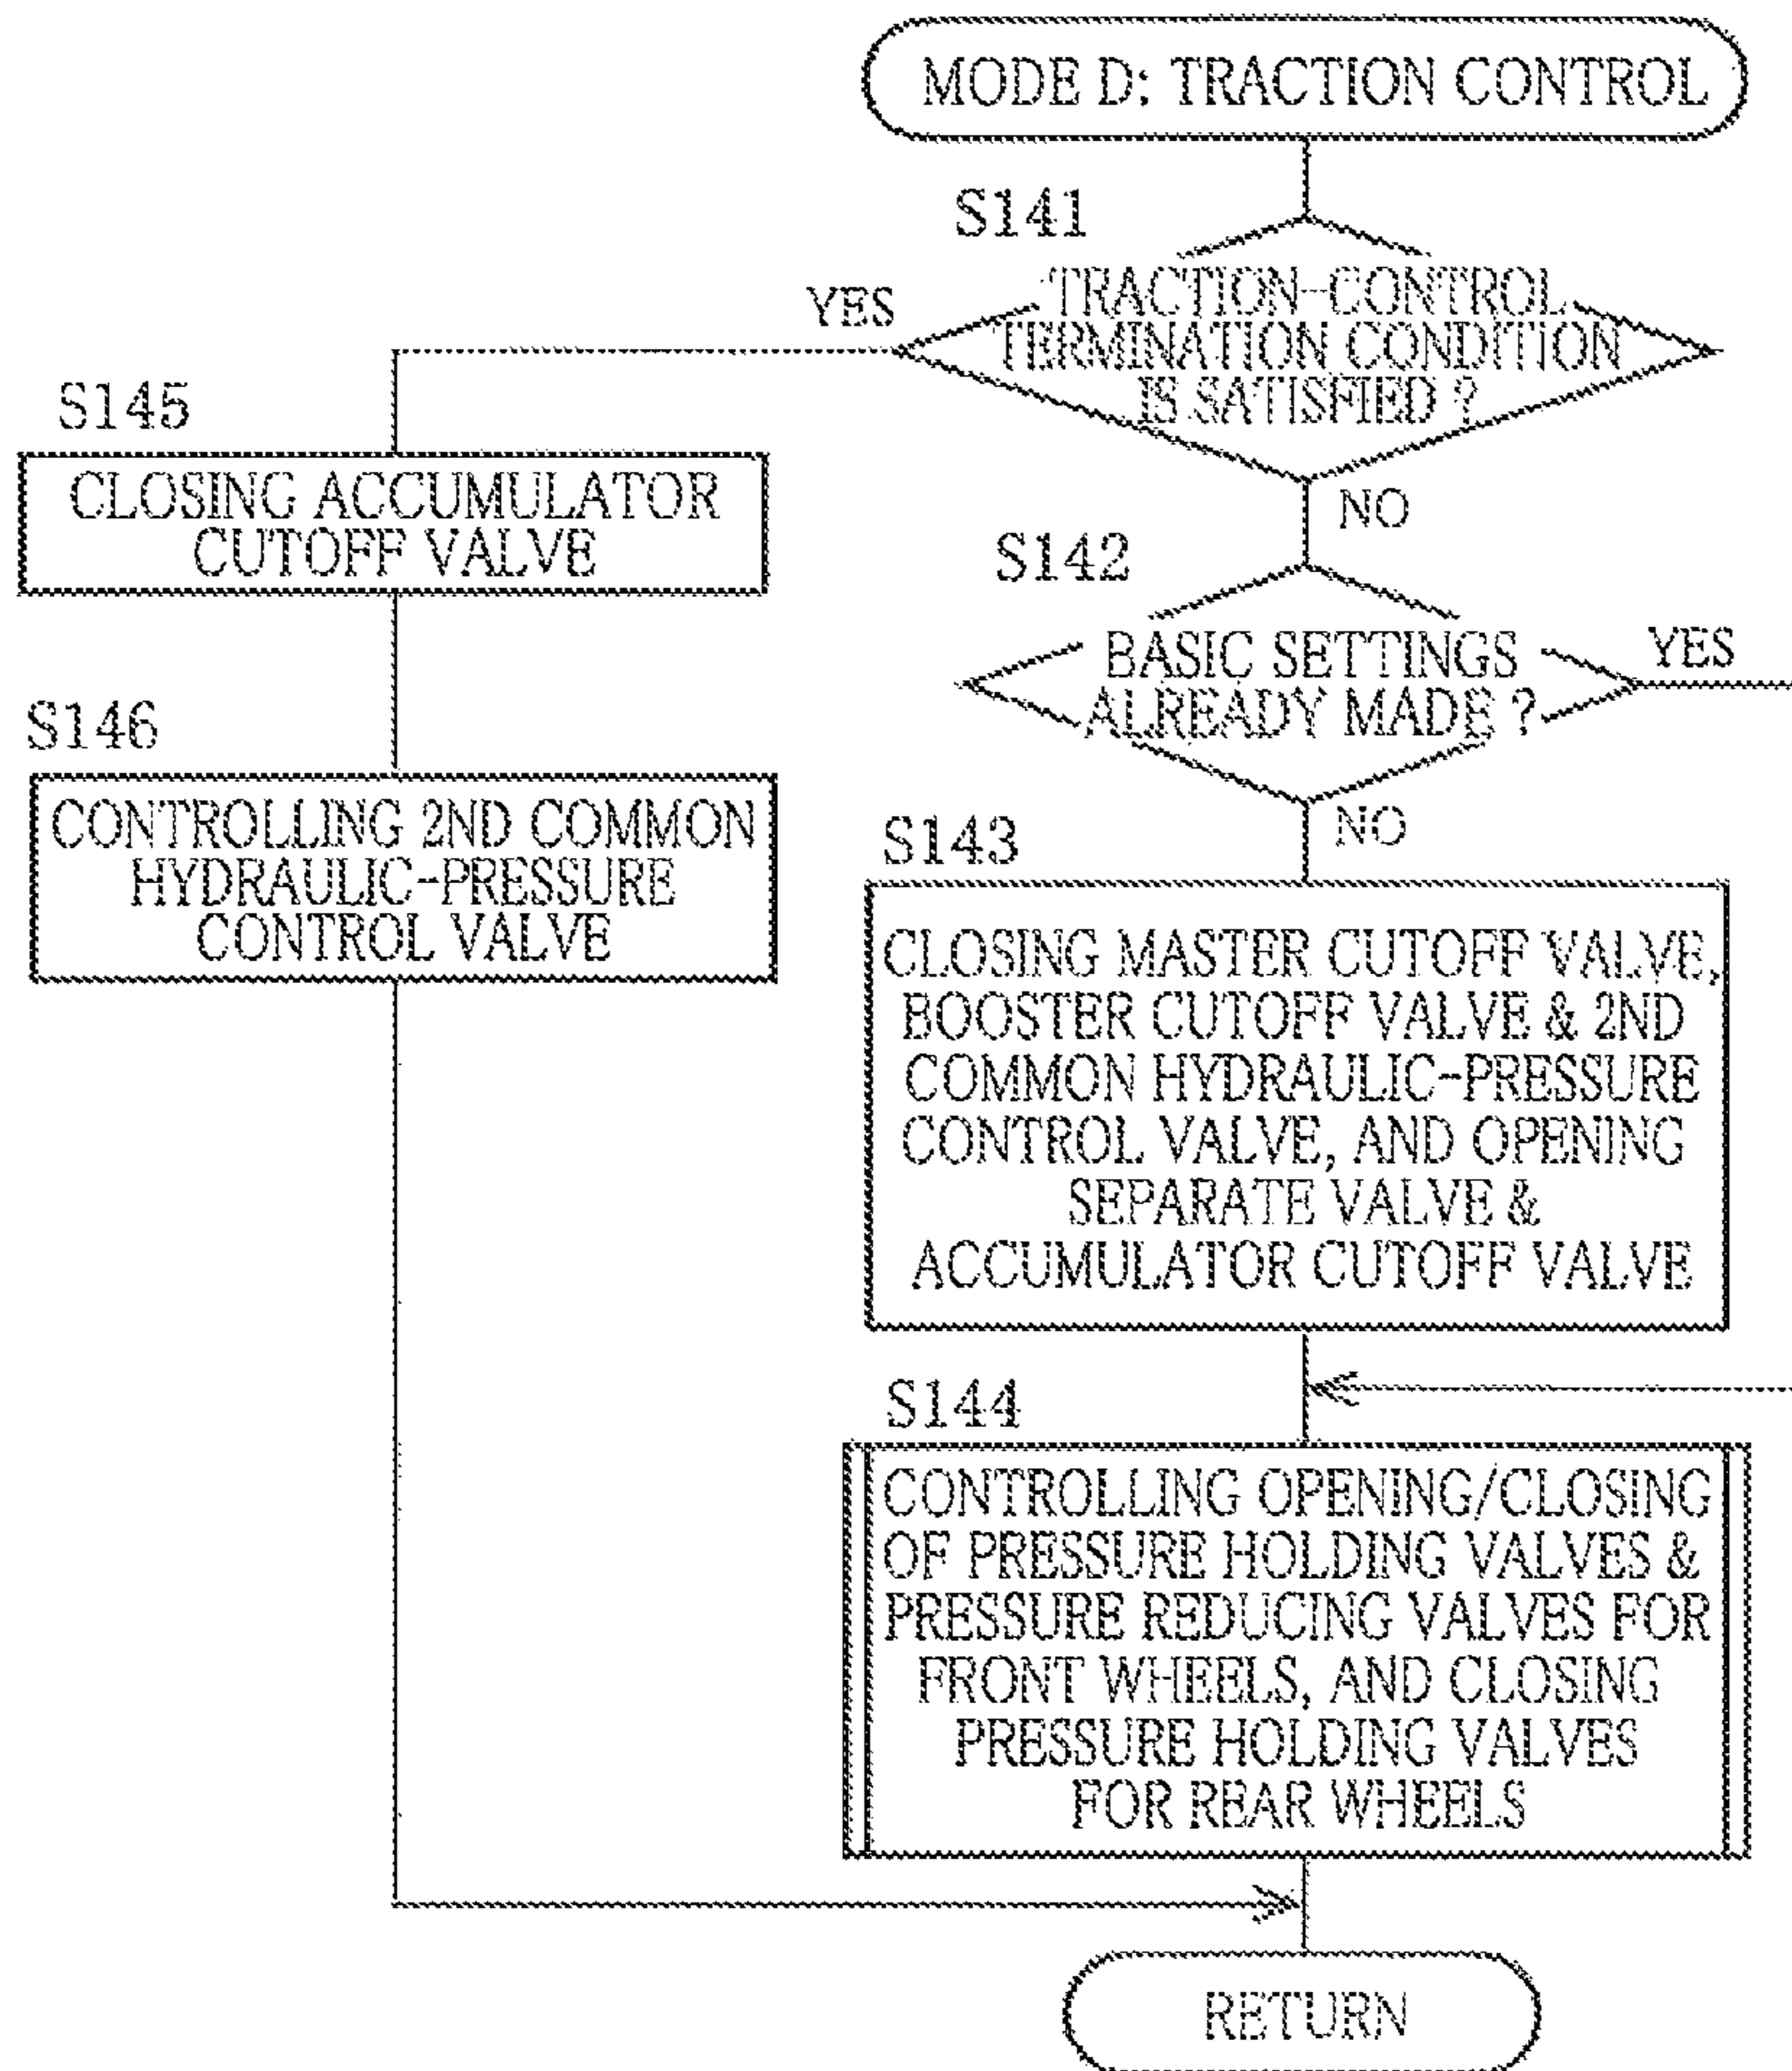 MODE D: TRACTION CONTROL
S141
YES
TRACTION-CONTROL
TERMINATION CONDITION
IS SATISFIED ?
NO
S145
CLOSING ACCUMULATOR
CUTOFF VALVE
S146
CONTROLLING 2ND COMMON
HYDRAULIC-PRESSURE
CONTROL VALVE
S142
BASIC SETTINGS
ALREADY MADE ?
YES
NO
S143
CLOSING MASTER CUTOFF VALVE,
BOOSTER CUTOFF VALVE & 2ND
COMMON HYDRAULIC-PRESSURE
CONTROL VALVE, AND OPENING
SEPARATE VALVE &
ACCUMULATOR CUTOFF VALVE
S144
CONTROLLING OPENING/CLOSING
OF PRESSURE HOLDING VALVES &
PRESSURE REDUCING VALVES FOR
FRONT WHEELS, AND CLOSING
PRESSURE HOLDING VALVES
FOR REAR WHEELS
RETURN